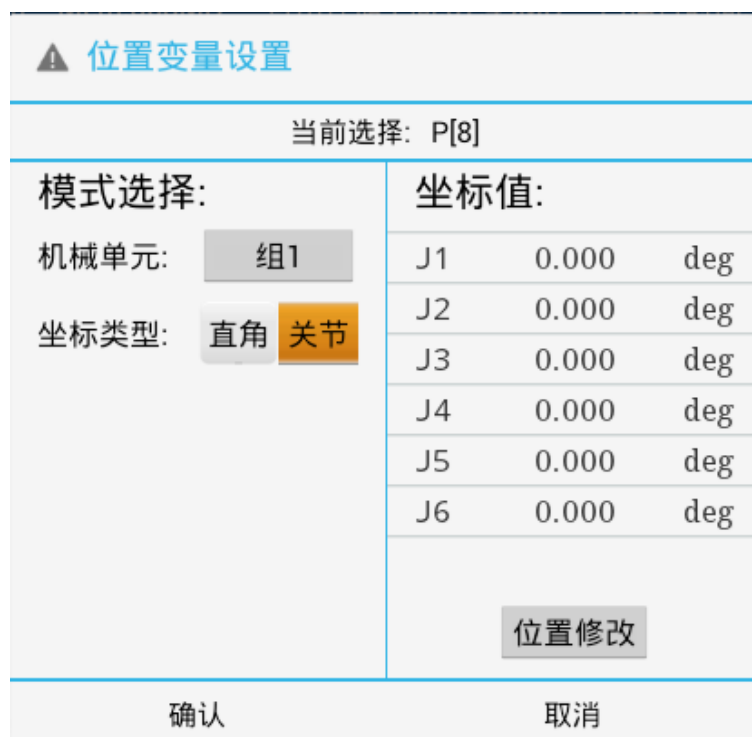 位置变量设置
当前选择: P[8]
模式选择:
机械单元: 组1
坐标类型: 直角 关节
坐标值:
J1 0.000 deg
J2 0.000 deg
J3 0.000 deg
J4 0.000 deg
J5 0.000 deg
J6 0.000 deg
位置修改
确认 取消